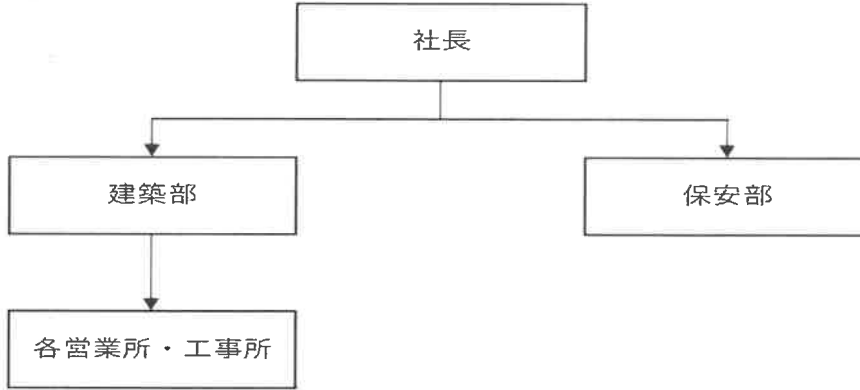 社長
建築部
保安部
各営業所・工事所